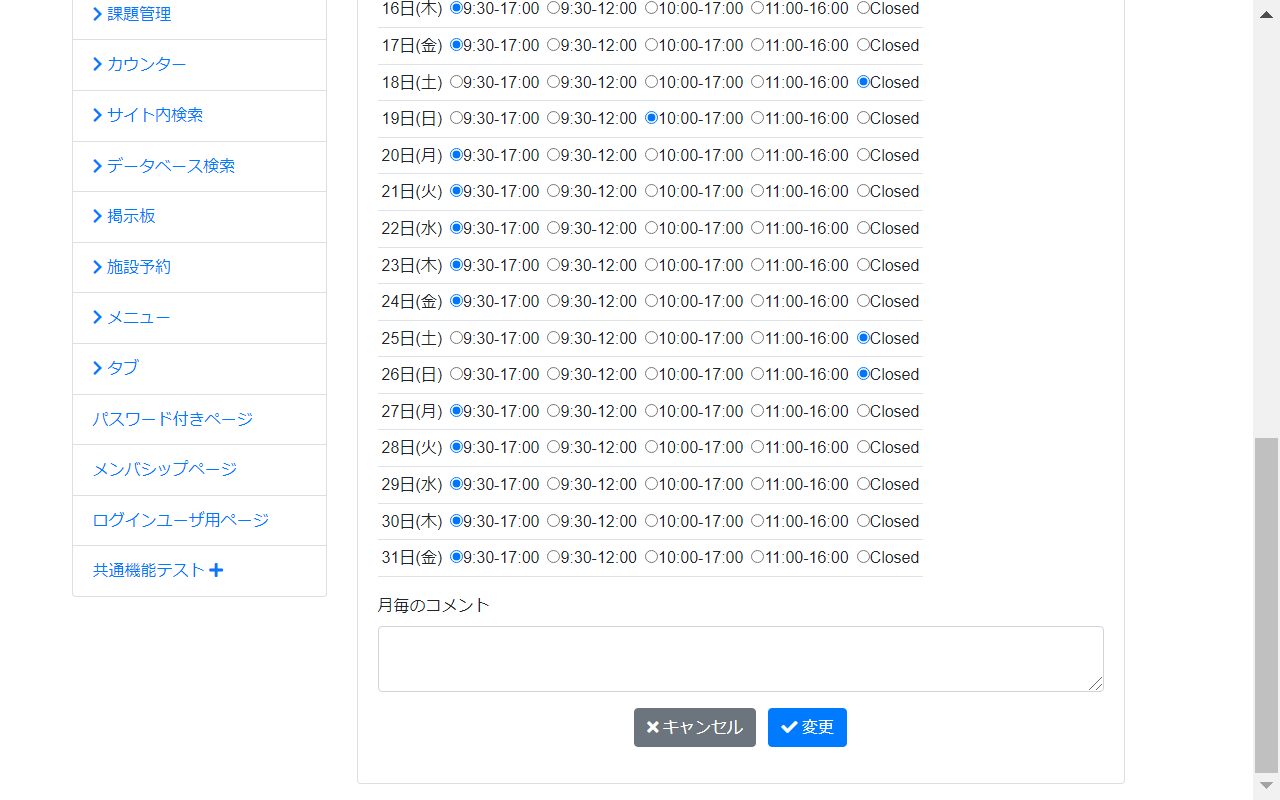 課題管理
カウンター
サイト内検索
データベース検索
掲示板
施設予約
メニュー
タブ
パスワード付きページ
メンバシップページ
ログインユーザ用ページ
共通機能テスト
16日(木) 9:30-17:00 9:30-12:00 10:00-17:00 11:00-16:00 Closed
17日(金) 9:30-17:00 9:30-12:00 10:00-17:00 11:00-16:00 Closed
18日(土) 9:30-17:00 9:30-12:00 10:00-17:00 11:00-16:00 Closed
19日(日) 9:30-17:00 9:30-12:00 10:00-17:00 11:00-16:00 Closed
20日(月) 9:30-17:00 9:30-12:00 10:00-17:00 11:00-16:00 Closed
21日(火) 9:30-17:00 9:30-12:00 10:00-17:00 11:00-16:00 Closed
22日(水) 9:30-17:00 9:30-12:00 10:00-17:00 11:00-16:00 Closed
23日(木) 9:30-17:00 9:30-12:00 10:00-17:00 11:00-16:00 Closed
24日(金) 9:30-17:00 9:30-12:00 10:00-17:00 11:00-16:00 Closed
25日(土) 9:30-17:00 9:30-12:00 10:00-17:00 11:00-16:00 Closed
26日(日) 9:30-17:00 9:30-12:00 10:00-17:00 11:00-16:00 Closed
27日(月) 9:30-17:00 9:30-12:00 10:00-17:00 11:00-16:00 Closed
28日(火) 9:30-17:00 9:30-12:00 10:00-17:00 11:00-16:00 Closed
29日(水) 9:30-17:00 9:30-12:00 10:00-17:00 11:00-16:00 Closed
30日(木) 9:30-17:00 9:30-12:00 10:00-17:00 11:00-16:00 Closed
31日(金) 9:30-17:00 9:30-12:00 10:00-17:00 11:00-16:00 Closed
月毎のコメント
キャンセル 変更